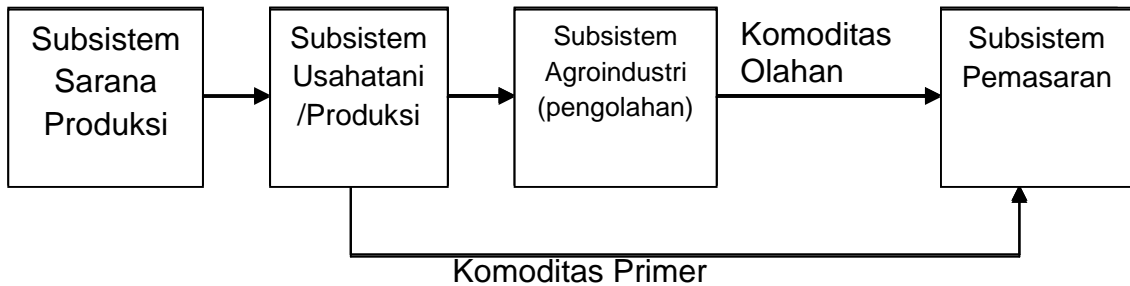 Subsistem
Sarana
Produksi
Subsistem
Usahatani
/Produksi
Subsistem
Agroindustri
(pengolahan)
Komoditas
Olahan
Subsistem
Pemasaran
Komoditas Primer